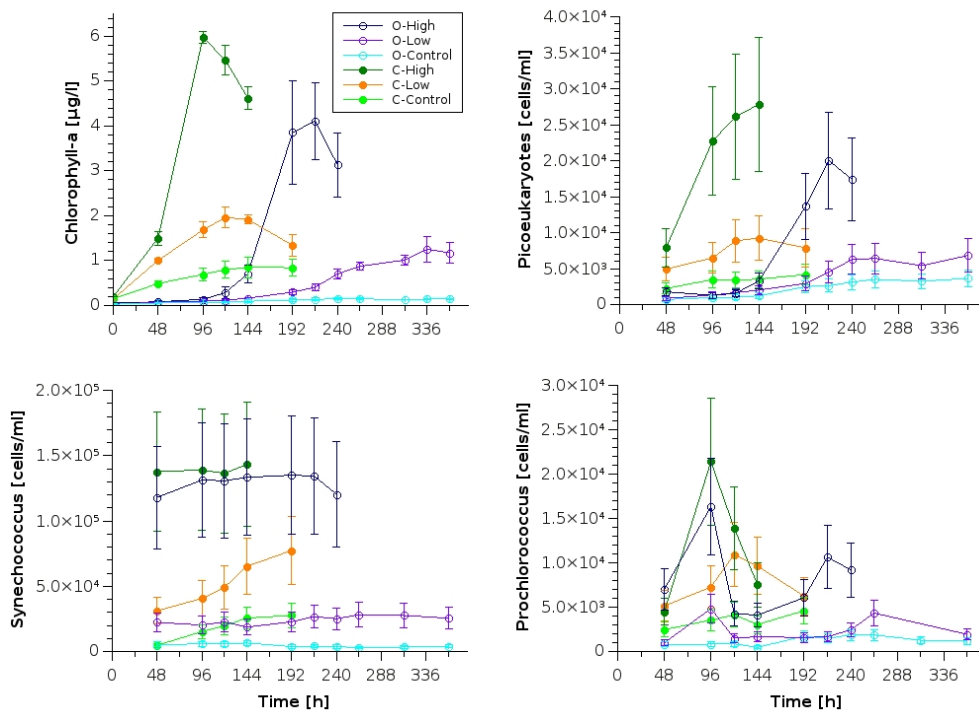 6
5
4
3
2
1
0
0 48 96 144 192 240 288 336
Chlorophyll-a [µg/l]
O-High
O-Low
O-Control
C-High
C-Low
C-Control
4.0×10⁴
3.5×10⁴
3.0×10⁴
2.5×10⁴
2.0×10⁴
1.5×10⁴
1.0×10⁴
5.0×10³
0
0 48 96 144 192 240 288 336
Picoeukaryotes [cells/ml]
2.0×10⁵
1.5×10⁵
1.0×10⁵
5.0×10⁴
0
0 48 96 144 192 240 288 336
Synechococcus [cells/ml]
Time [h]
3.0×10⁴
2.5×10⁴
2.0×10⁴
1.5×10⁴
1.0×10⁴
5.0×10³
0
0 48 96 144 192 240 288 336
Prochlorococcus [cells/ml]
Time [h]